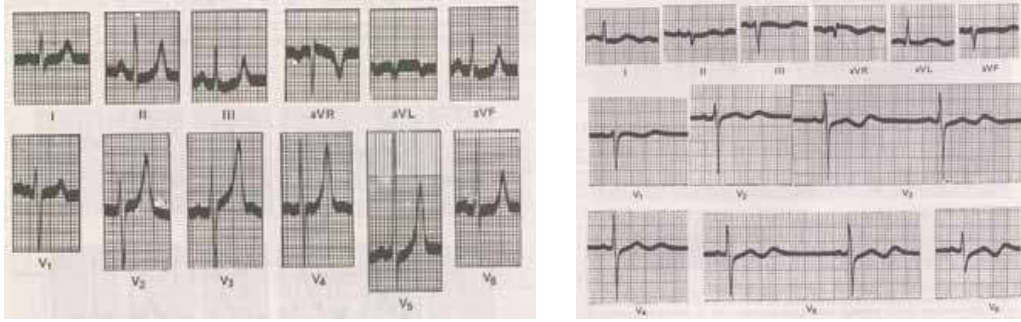 I II III aVR aVL aVF
V1 V2 V3 V4 V5 V6
I II III aVR aVL aVF
V1 V2 V3
V4 V5 V6